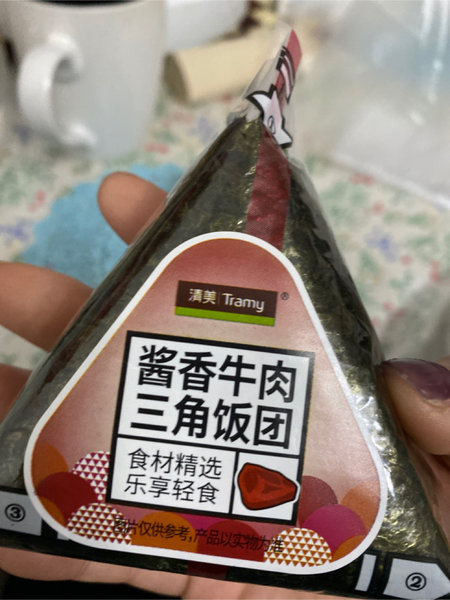 清美 Tramy ®
酱香牛肉
三角饭团
食材精选
乐享轻食
图片仅供参考,产品以实物为准
③
②